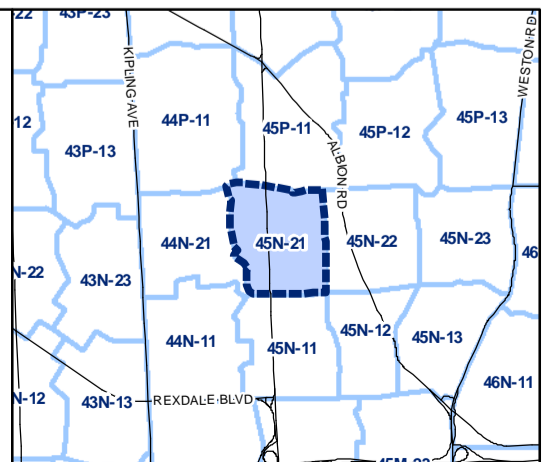 22
43P-23
KIPLING AVE
WESTON RD
44P-11
45P-11
45P-12
45P-13
12
43P-13
ALBION RD
44N-21
45N-21
45N-22
45N-23
46
N-22
43N-23
44N-11
45N-11
45N-12
45N-13
46N-11
N-12
43N-13
REXDALE BLVD
45M-23